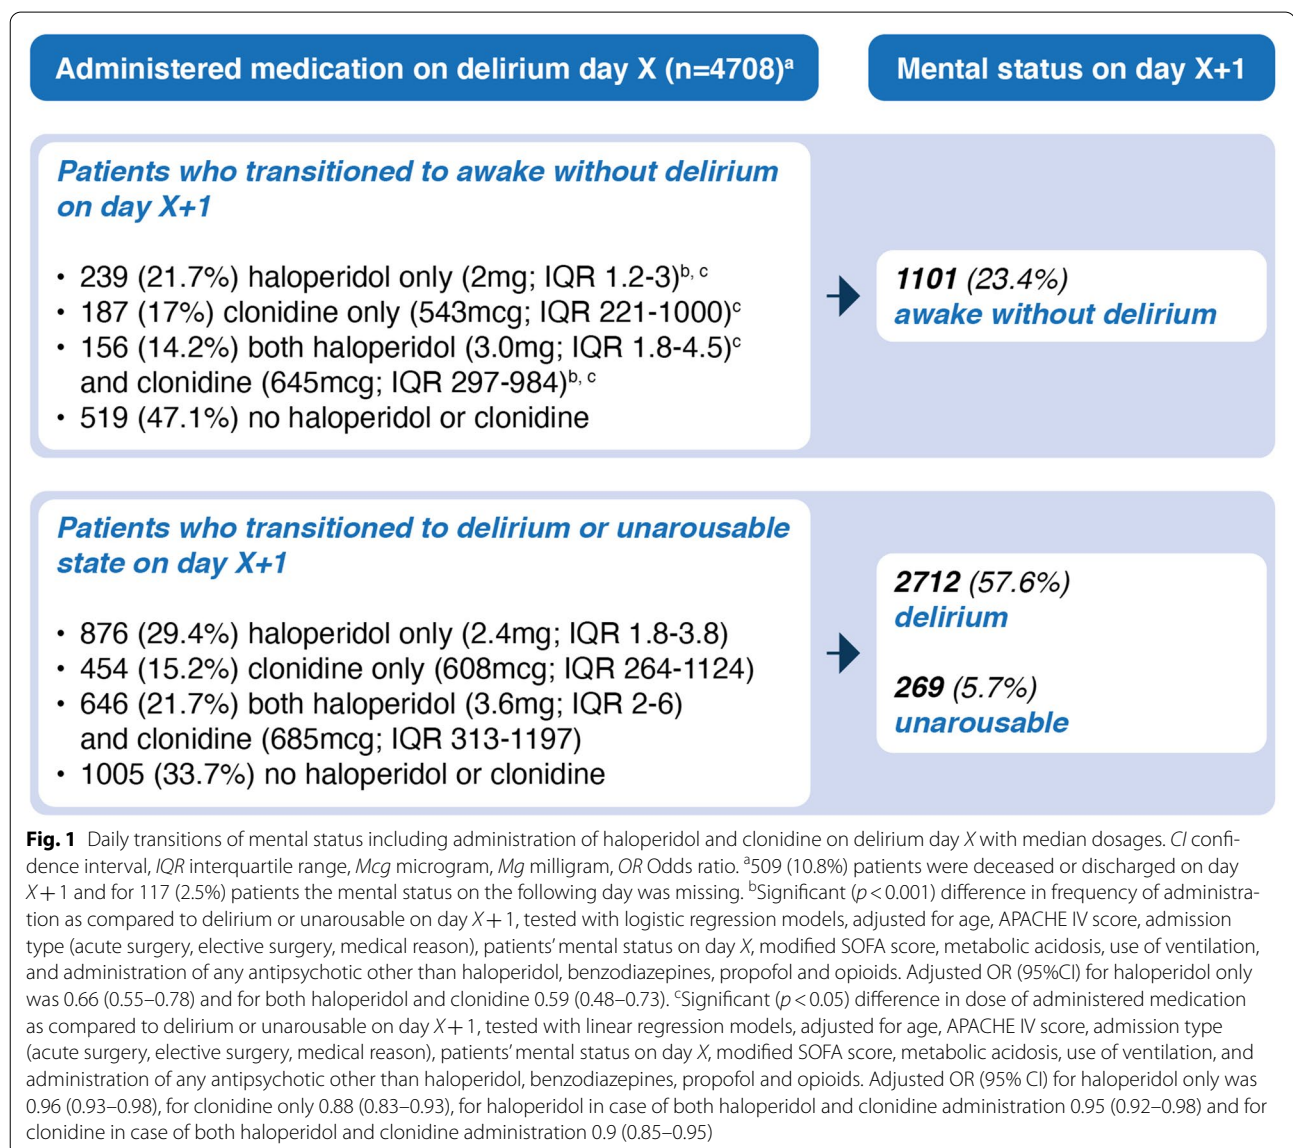 Administered medication on delirium day X (n=4708)ᵃ
Mental status on day X+1
Patients who transitioned to awake without delirium
on day X+1
• 239 (21.7%) haloperidol only (2mg; IQR 1.2-3)ᵇ, ᶜ
• 187 (17%) clonidine only (543mcg; IQR 221-1000)ᶜ
• 156 (14.2%) both haloperidol (3.0mg; IQR 1.8-4.5)ᶜ
and clonidine (645mcg; IQR 297-984)ᵇ, ᶜ
• 519 (47.1%) no haloperidol or clonidine
1101 (23.4%)
awake without delirium
Patients who transitioned to delirium or unarousable
state on day X+1
• 876 (29.4%) haloperidol only (2.4mg; IQR 1.8-3.8)
• 454 (15.2%) clonidine only (608mcg; IQR 264-1124)
• 646 (21.7%) both haloperidol (3.6mg; IQR 2-6)
and clonidine (685mcg; IQR 313-1197)
• 1005 (33.7%) no haloperidol or clonidine
2712 (57.6%)
delirium
269 (5.7%)
unarousable
Fig. 1 Daily transitions of mental status including administration of haloperidol and clonidine on delirium day X with median dosages. CI confi-
dence interval, IQR interquartile range, Mcg microgram, Mg milligram, OR Odds ratio. ᵃ509 (10.8%) patients were deceased or discharged on day
X + 1 and for 117 (2.5%) patients the mental status on the following day was missing. ᵇSignificant (p < 0.001) difference in frequency of administra-
tion as compared to delirium or unarousable on day X + 1, tested with logistic regression models, adjusted for age, APACHE IV score, admission
type (acute surgery, elective surgery, medical reason), patients' mental status on day X, modified SOFA score, metabolic acidosis, use of ventilation,
and administration of any antipsychotic other than haloperidol, benzodiazepines, propofol and opioids. Adjusted OR (95%CI) for haloperidol only
was 0.66 (0.55–0.78) and for both haloperidol and clonidine 0.59 (0.48–0.73). ᶜSignificant (p < 0.05) difference in dose of administered medication
as compared to delirium or unarousable on day X + 1, tested with linear regression models, adjusted for age, APACHE IV score, admission type
(acute surgery, elective surgery, medical reason), patients' mental status on day X, modified SOFA score, metabolic acidosis, use of ventilation, and
administration of any antipsychotic other than haloperidol, benzodiazepines, propofol and opioids. Adjusted OR (95% CI) for haloperidol only was
0.96 (0.93–0.98), for clonidine only 0.88 (0.83–0.93), for haloperidol in case of both haloperidol and clonidine administration 0.95 (0.92–0.98) and for
clonidine in case of both haloperidol and clonidine administration 0.9 (0.85–0.95)